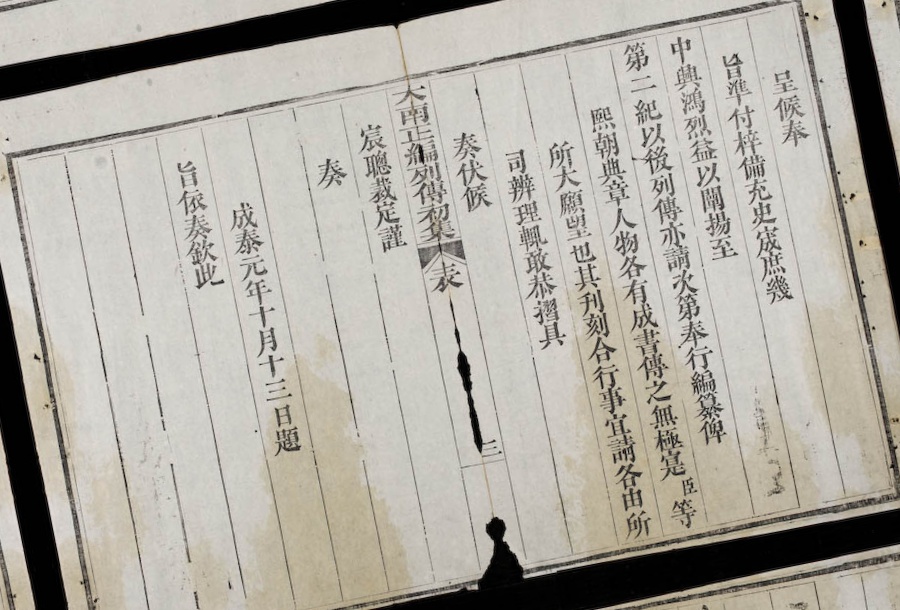 呈候奉
旨準付梓備充史宬庶幾
中興鴻烈益以闡揚至
第二紀以後列傳亦請次第奉行編纂俾
熙朝典章人物各有成書傳之無極寔臣等
所大願望也其刊刻合行事宜請各由所
司辨理輒敢恭摺具
奏伏候
大南正編列傳初集 表 三
宸聰裁定謹
奏
成泰元年十月十三日題
旨依奏欽此